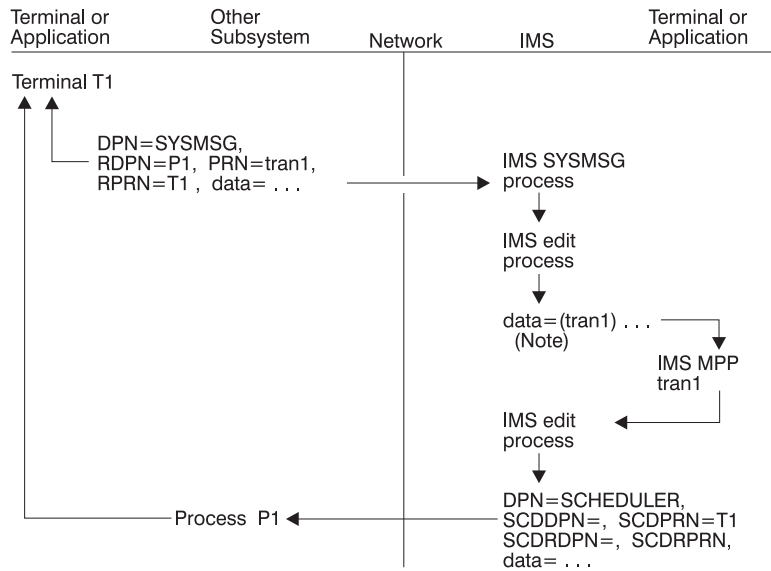 Terminal or
Application
Other
Subsystem
Network
IMS
Terminal or
Application
Terminal T1
DPN=SYSMSG,
RDPN=P1, PRN=tran1,
RPRN=T1 , data= . . .
IMS SYSMSG
process
IMS edit
process
data=(tran1) . . .
(Note)
IMS MPP
tran1
IMS edit
process
DPN=SCHEDULER,
SCDDPN=, SCDPRN=T1
SCDRDPN=, SCDRPRN,
data= . . .
Process P1